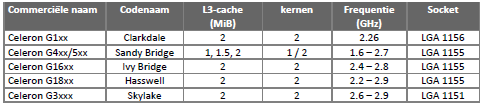 Commerciële naam Codenaam L3-cache (MiB) kernen Frequentie (GHz) Socket
Celeron G1xx Clarkdale 2 2 2.26 LGA 1156
Celeron G4xx/5xx Sandy Bridge 1, 1.5, 2 1 / 2 1.6 – 2.7 LGA 1155
Celeron G16xx Ivy Bridge 2 2 2.4 – 2.8 LGA 1155
Celeron G18xx Hasswell 2 2 2.2 – 2.9 LGA 1155
Celeron G3xxx Skylake 2 2 2.6 – 2.9 LGA 1151